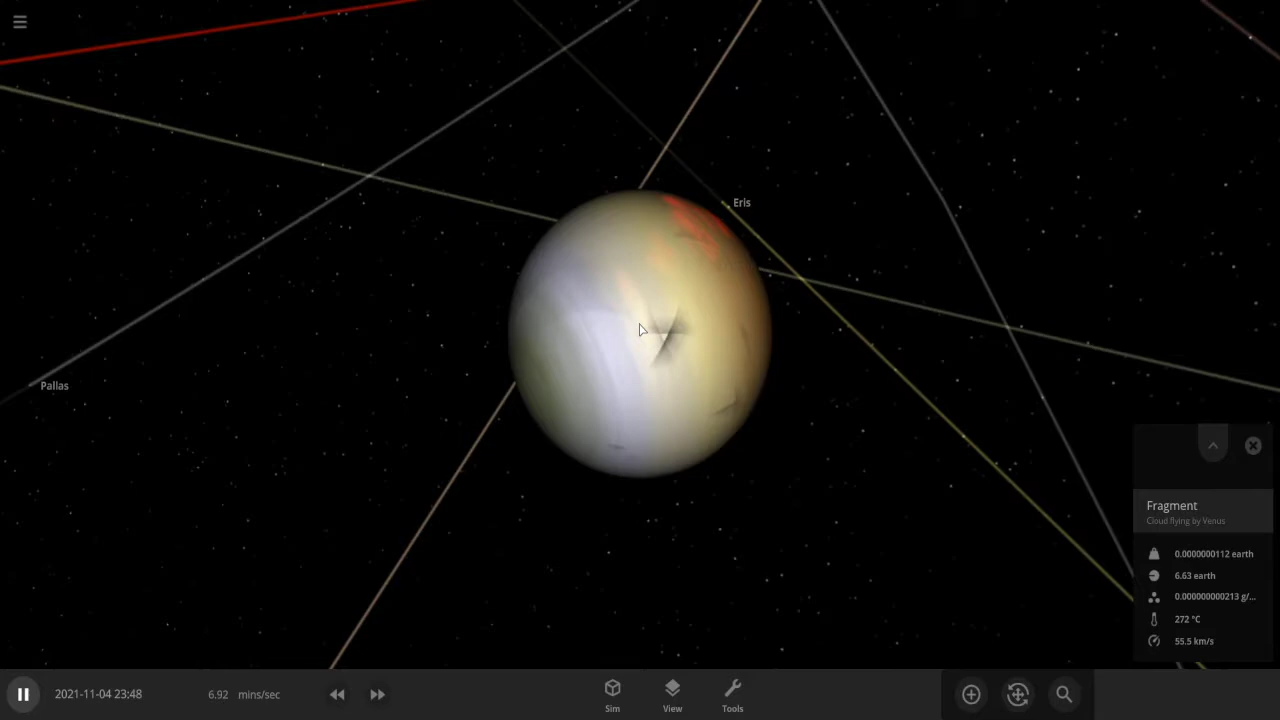 Eris
Pallas
Fragment
Cloud flying by Venus
0.0000000112 earth
6.63 earth
0.000000000213 g/...
272 °C
55.5 km/s
2021-11-04 23:48
6.92 mins/sec
Sim
View
Tools